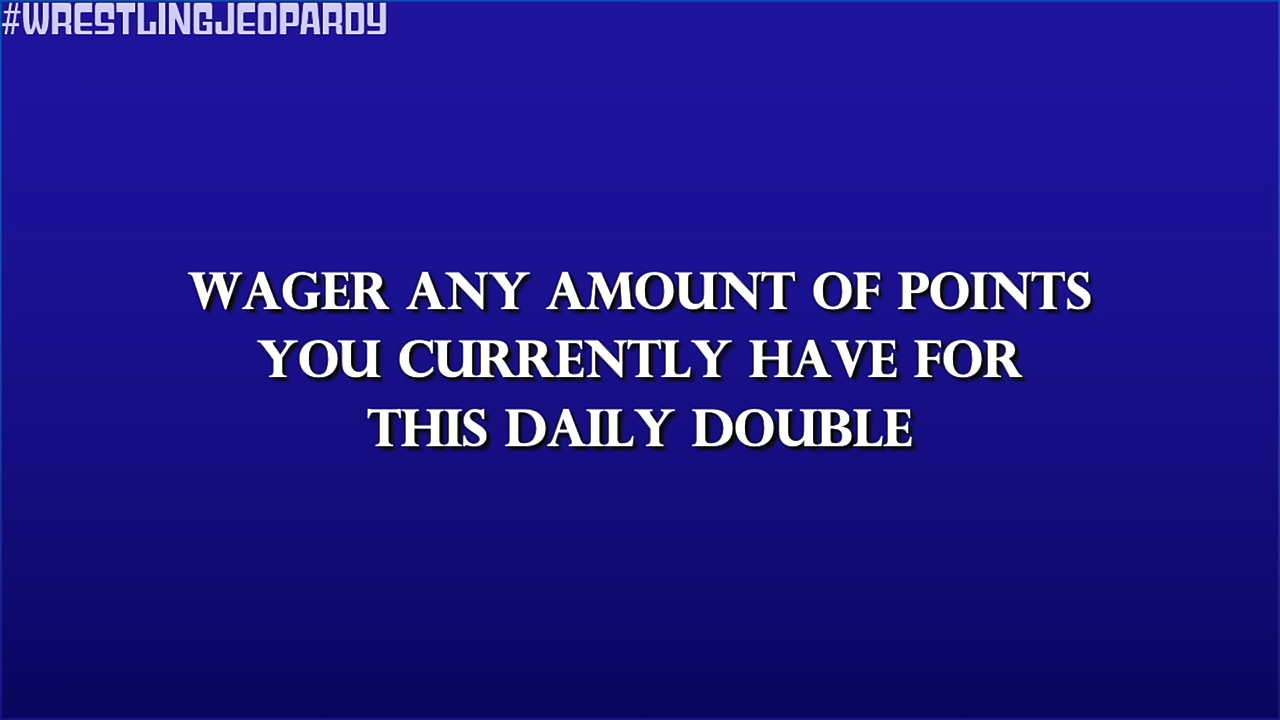 #WRESTLINGJEOPARDY
WAGER ANY AMOUNT OF POINTS
YOU CURRENTLY HAVE FOR
THIS DAILY DOUBLE